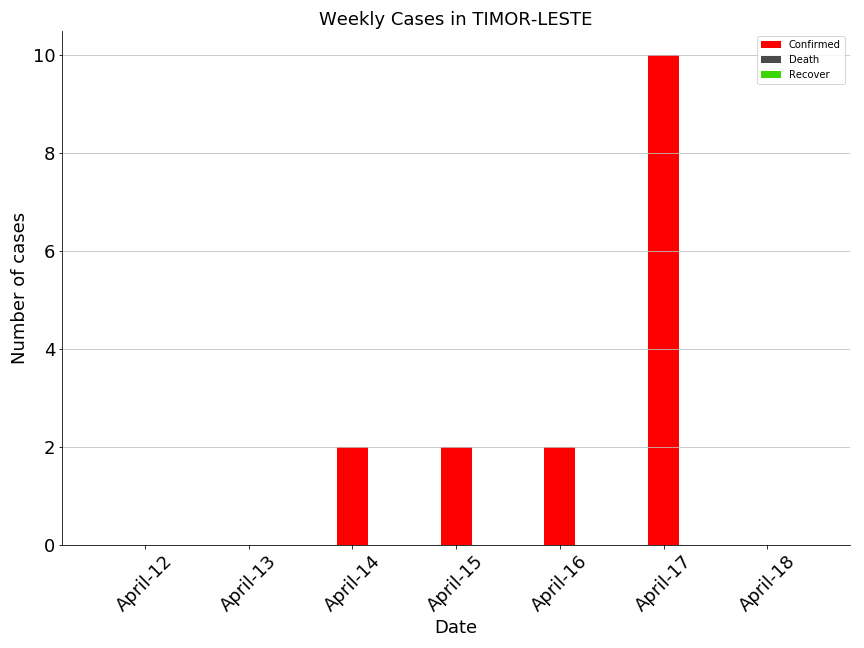 Weekly Cases in TIMOR-LESTE
Confirmed
Death
Recover
Number of cases
10
8
6
4
2
0
April-12
April-13
April-14
April-15
April-16
April-17
April-18
Date